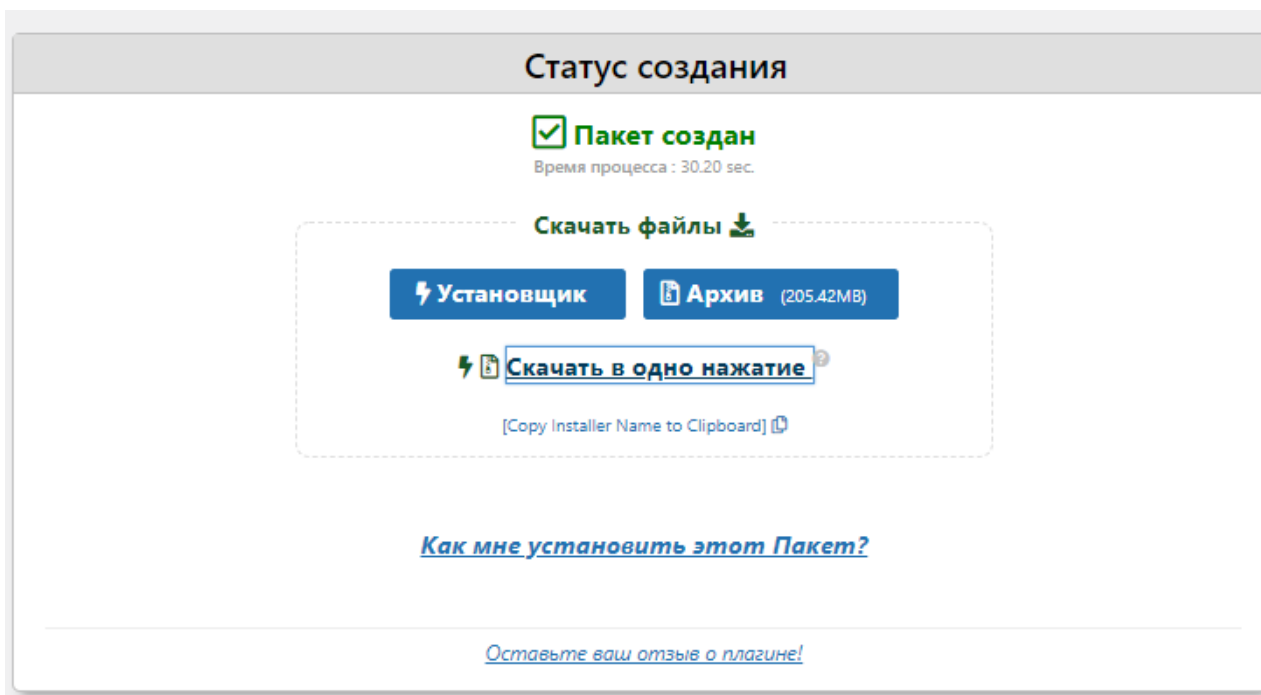 Статус создания
Пакет создан
Время процесса : 30.20 sec.
Скачать файлы
Установщик
Архив (205.42MB)
Скачать в одно нажатие ?
[Copy Installer Name to Clipboard]
Как мне установить этот Пакет?
Оставьте ваш отзыв о плагине!